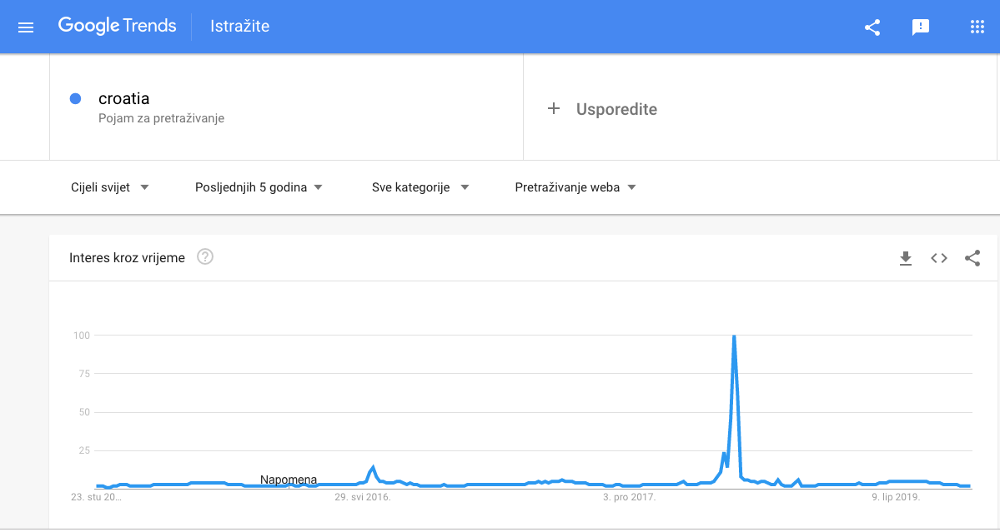 Google Trends Istražite
croatia
Pojam za pretraživanje
+ Usporedite
Cijeli svijet Posljednjih 5 godina Sve kategorije Pretraživanje weba
Interes kroz vrijeme ?
100
75
50
25
Napomena
23. stu 20... 29. svi 2016. 3. pro 2017. 9. lip 2019.